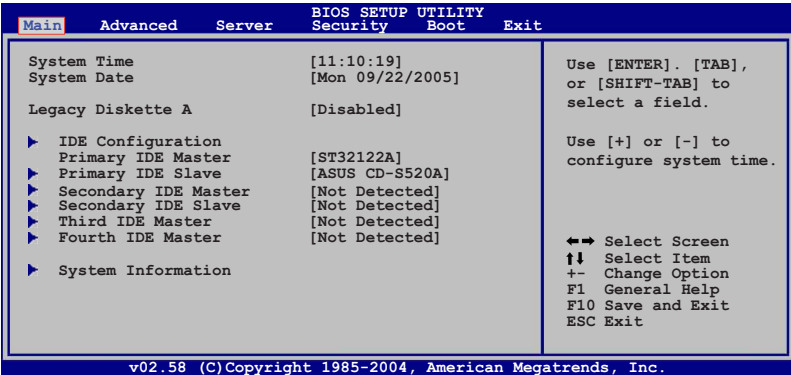 BIOS SETUP UTILITY
Main Advanced Server Security Boot Exit
System Time [11:10:19]
System Date [Mon 09/22/2005]
Legacy Diskette A [Disabled]
IDE Configuration
Primary IDE Master [ST32122A]
Primary IDE Slave [ASUS CD-S520A]
Secondary IDE Master [Not Detected]
Secondary IDE Slave [Not Detected]
Third IDE Master [Not Detected]
Fourth IDE Master [Not Detected]
System Information
Use [ENTER]. [TAB],
or [SHIFT-TAB] to
select a field.
Use [+] or [-] to
configure system time.
←→ Select Screen
↑↓ Select Item
+- Change Option
F1 General Help
F10 Save and Exit
ESC Exit
v02.58 (C)Copyright 1985-2004, American Megatrends, Inc.